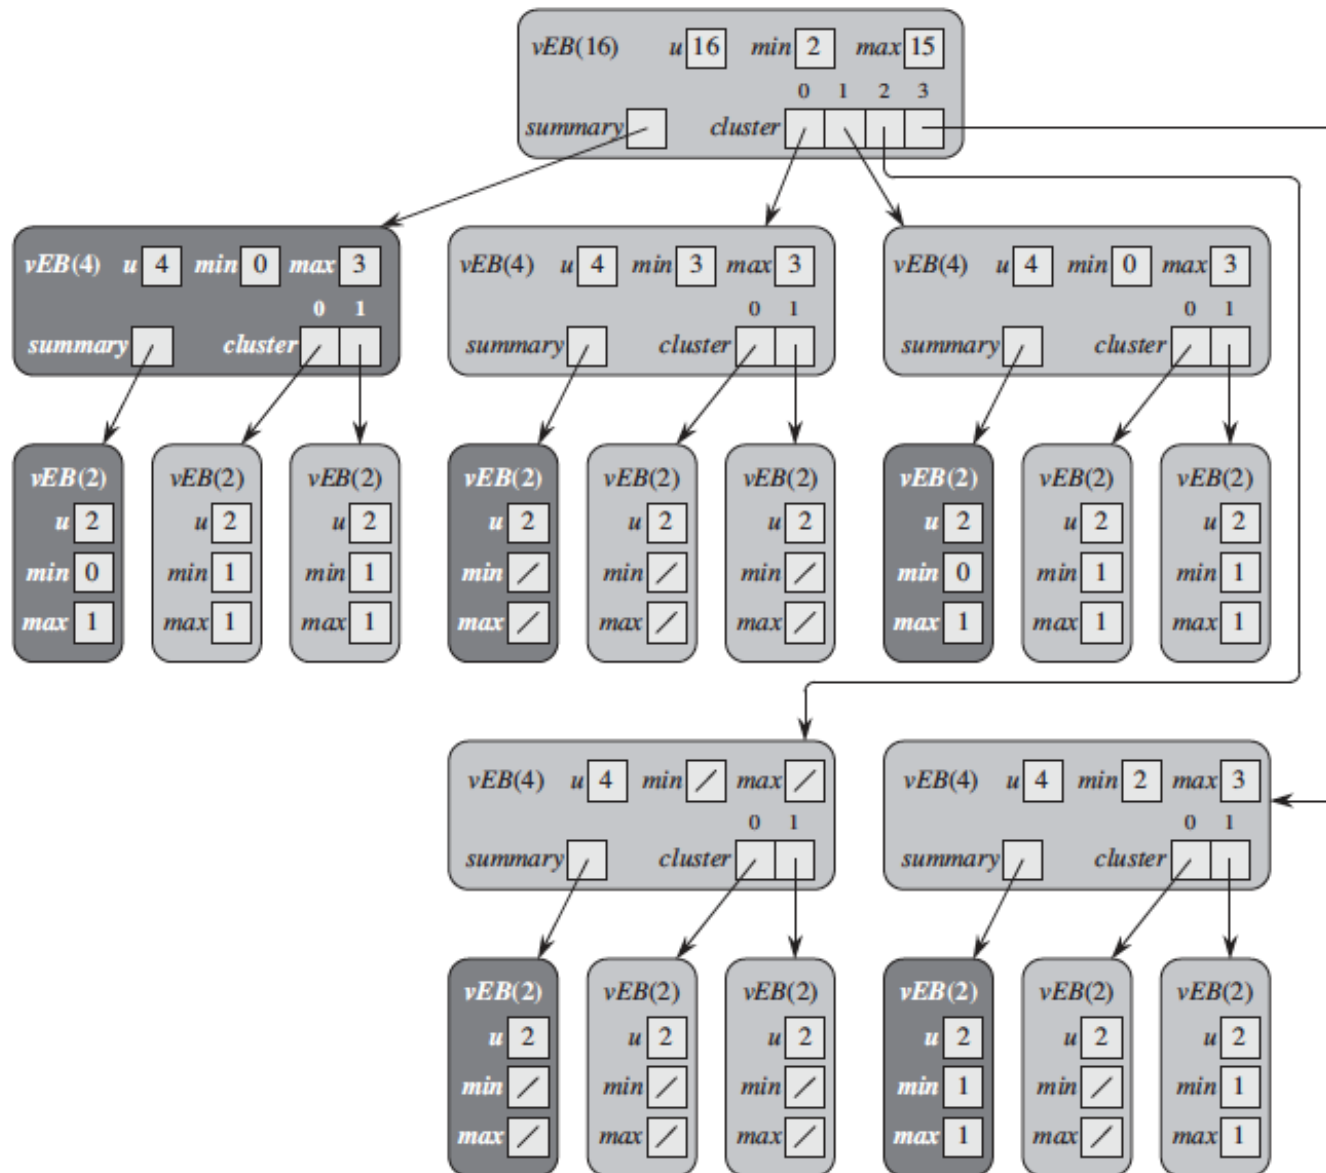 vEB(16) u 16 min 2 max 15
0 1 2 3
summary cluster
vEB(4) u 4 min 0 max 3
0 1
summary cluster
vEB(4) u 4 min 3 max 3
0 1
summary cluster
vEB(4) u 4 min 0 max 3
0 1
summary cluster
vEB(2)
u 2
min 0
max 1
vEB(2)
u 2
min 1
max 1
vEB(2)
u 2
min 1
max 1
vEB(2)
u 2
min /
max /
vEB(2)
u 2
min /
max /
vEB(2)
u 2
min /
max /
vEB(2)
u 2
min 0
max 1
vEB(2)
u 2
min 1
max 1
vEB(2)
u 2
min 1
max 1
vEB(4) u 4 min / max /
0 1
summary cluster
vEB(4) u 4 min 2 max 3
0 1
summary cluster
vEB(2)
u 2
min /
max /
vEB(2)
u 2
min /
max /
vEB(2)
u 2
min /
max /
vEB(2)
u 2
min 1
max 1
vEB(2)
u 2
min /
max /
vEB(2)
u 2
min 1
max 1